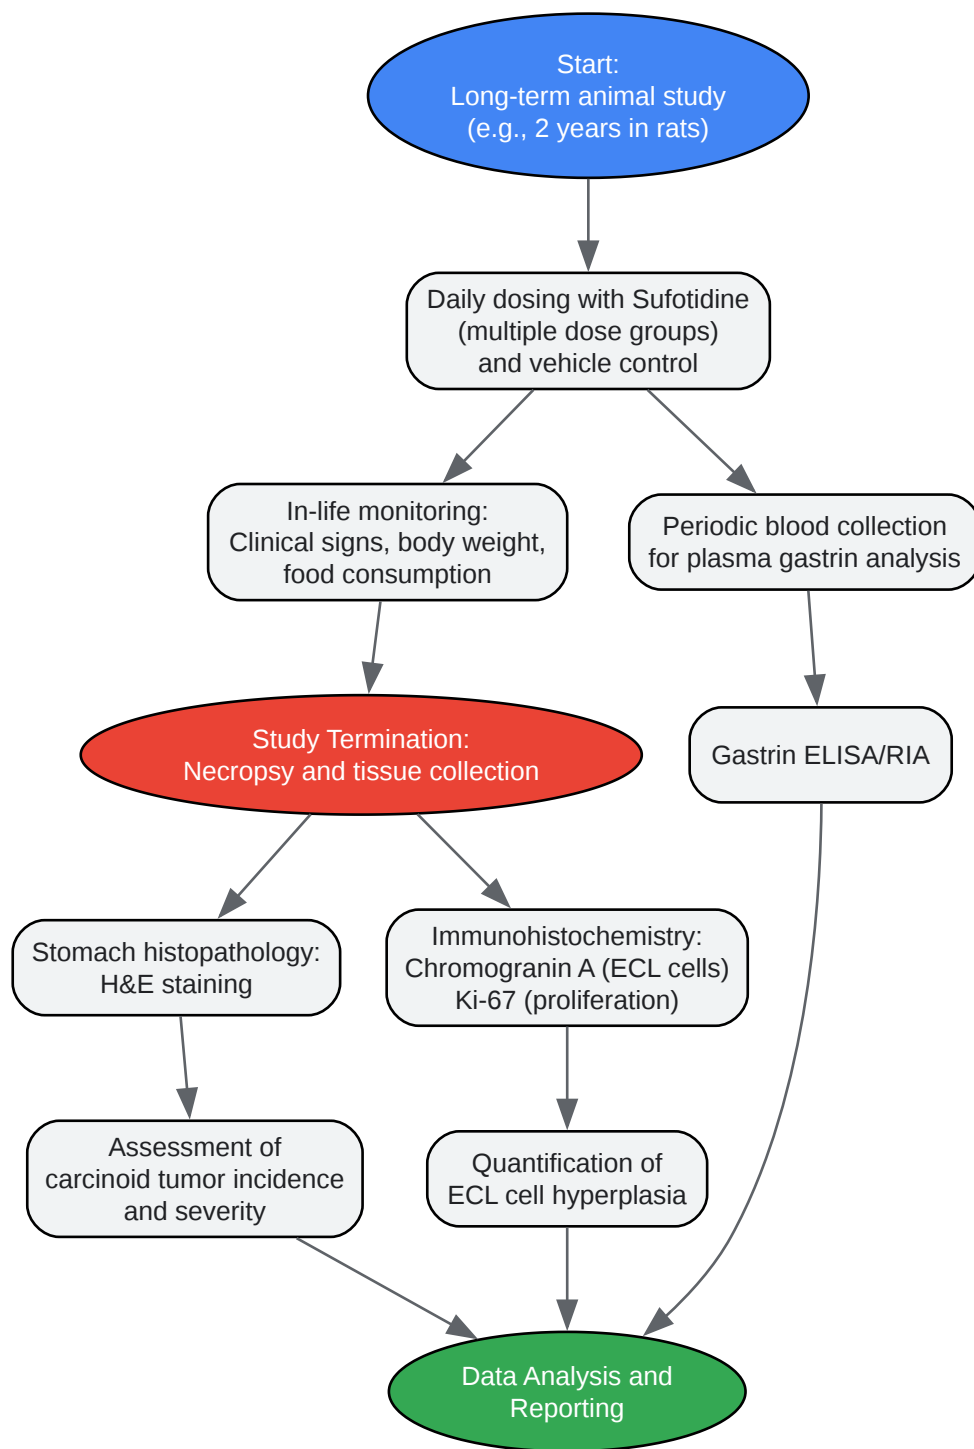 Start:
Long-term animal study
(e.g., 2 years in rats)
Daily dosing with Sufotidine
(multiple dose groups)
and vehicle control
In-life monitoring:
Clinical signs, body weight,
food consumption
Periodic blood collection
for plasma gastrin analysis
Study Termination:
Necropsy and tissue collection
Gastrin ELISA/RIA
Stomach histopathology:
H&E staining
Immunohistochemistry:
Chromogranin A (ECL cells)
Ki-67 (proliferation)
Assessment of
carcinoid tumor incidence
and severity
Quantification of
ECL cell hyperplasia
Data Analysis and
Reporting